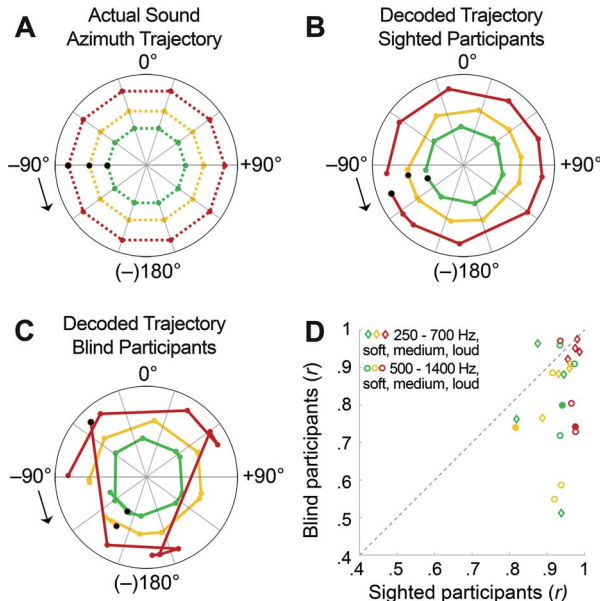 A
Actual Sound
Azimuth Trajectory
0°
–90°
+90°
(–)180°
B
Decoded Trajectory
Sighted Participants
0°
–90°
+90°
(–)180°
C
Decoded Trajectory
Blind Participants
0°
–90°
+90°
(–)180°
D
1
.9
.8
.7
.6
.5
.4
Blind participants (r)
250 - 700 Hz,
soft, medium, loud
500 - 1400 Hz,
soft, medium, loud
.4 .5 .6 .7 .8 .9 1
Sighted participants (r)